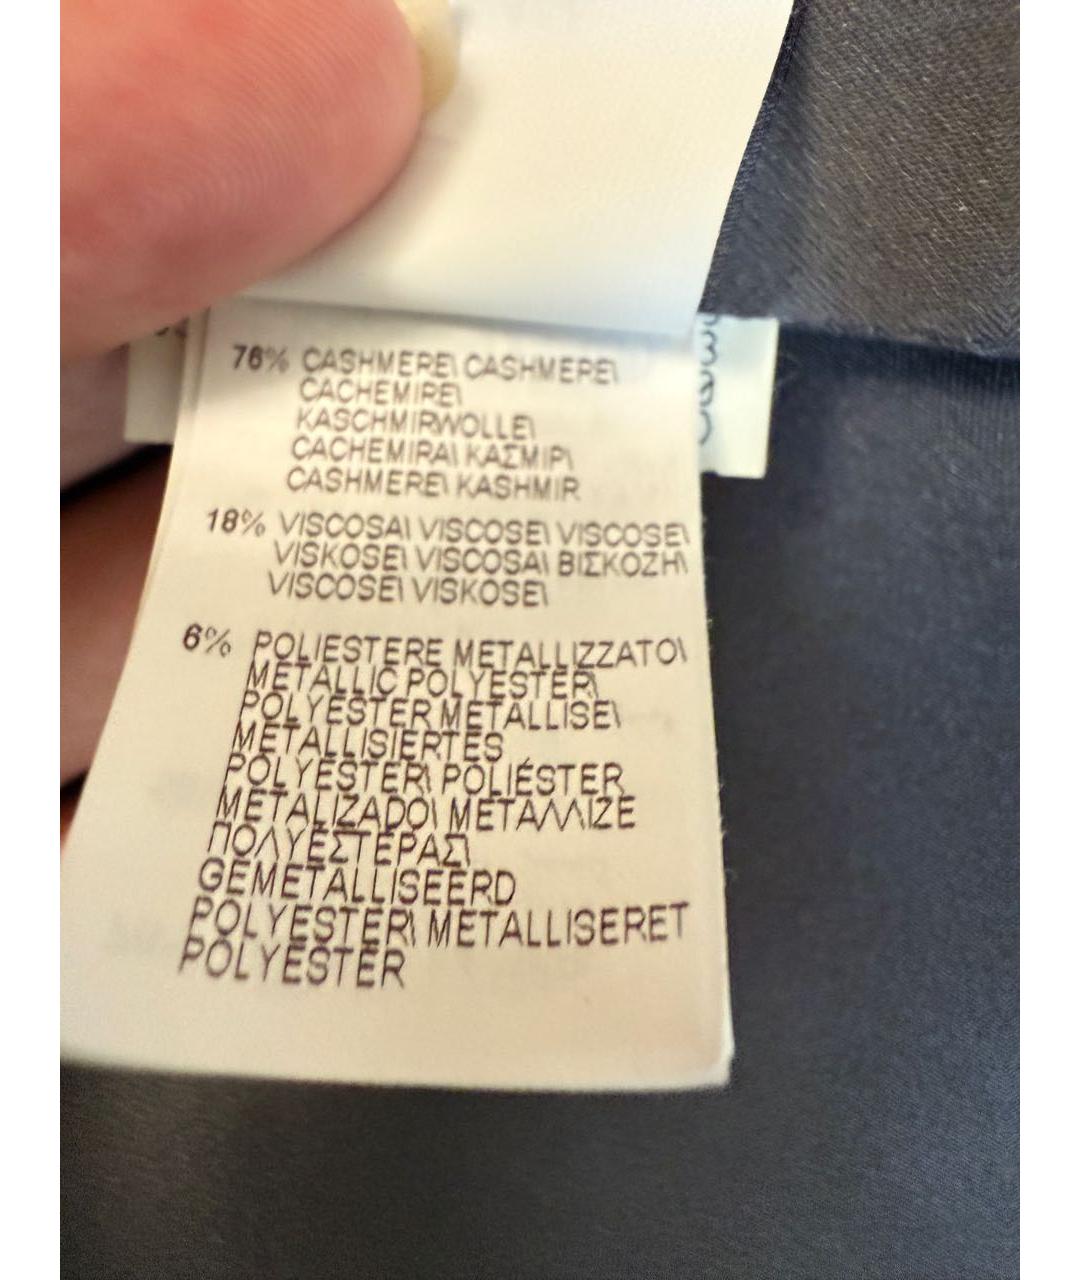 76% CASHMERE\ CASHMERE\
CACHEMIRE\
KASCHMIRWOLLE\
CACHEMIRA\ ΚΑΣΜΙΡ\
CASHMERE\ KASHMIR
18% VISCOSA\ VISCOSE\ VISCOSE\
VISKOSE\ VISCOSA\ ΒΙΣΚΟΖΗ\
VISCOSE\ VISKOSE\
6% POLIESTERE METALLIZZATO\
METALLIC POLYESTER\
POLYESTER METALLISE\
METALLISIERTES
POLYESTER\ POLIÉSTER
METALIZADO\ ΜΕΤΑΛΛΙΖΕ
ΠΟΛΥΕΣΤΕΡΑΣ\
GEMETALLISEERD
POLYESTER\ METALLISERET
POLYESTER